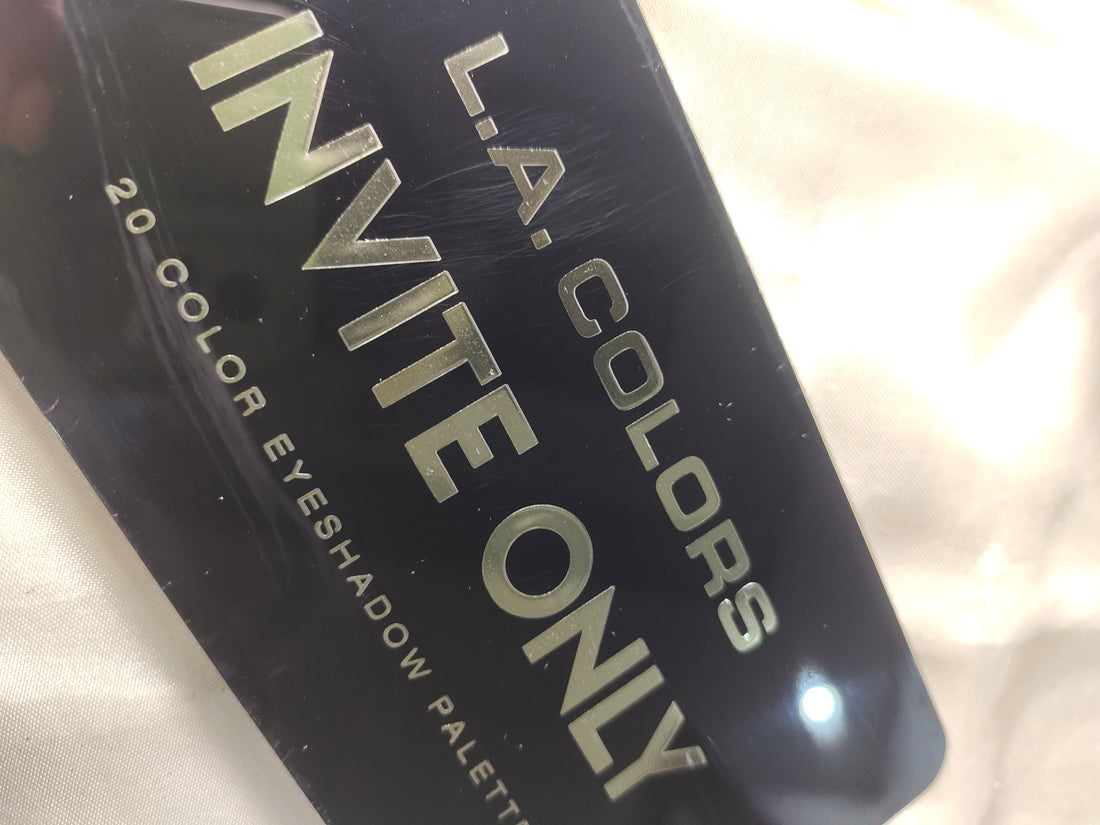 L.A. COLORS
INVITE ONLY
20 COLOR EYESHADOW PALETTE